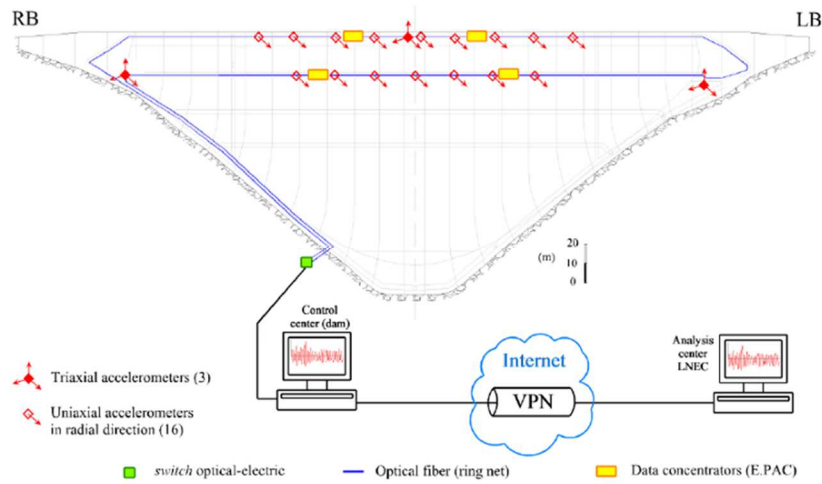 RB
LB
20
(m) 10
0
Control
center (dam)
Internet
VPN
Analysis
center
LNEC
Triaxial accelerometers (3)
Uniaxial accelerometers
in radial direction (16)
switch optical-electric
Optical fiber (ring net)
Data concentrators (E.PAC)